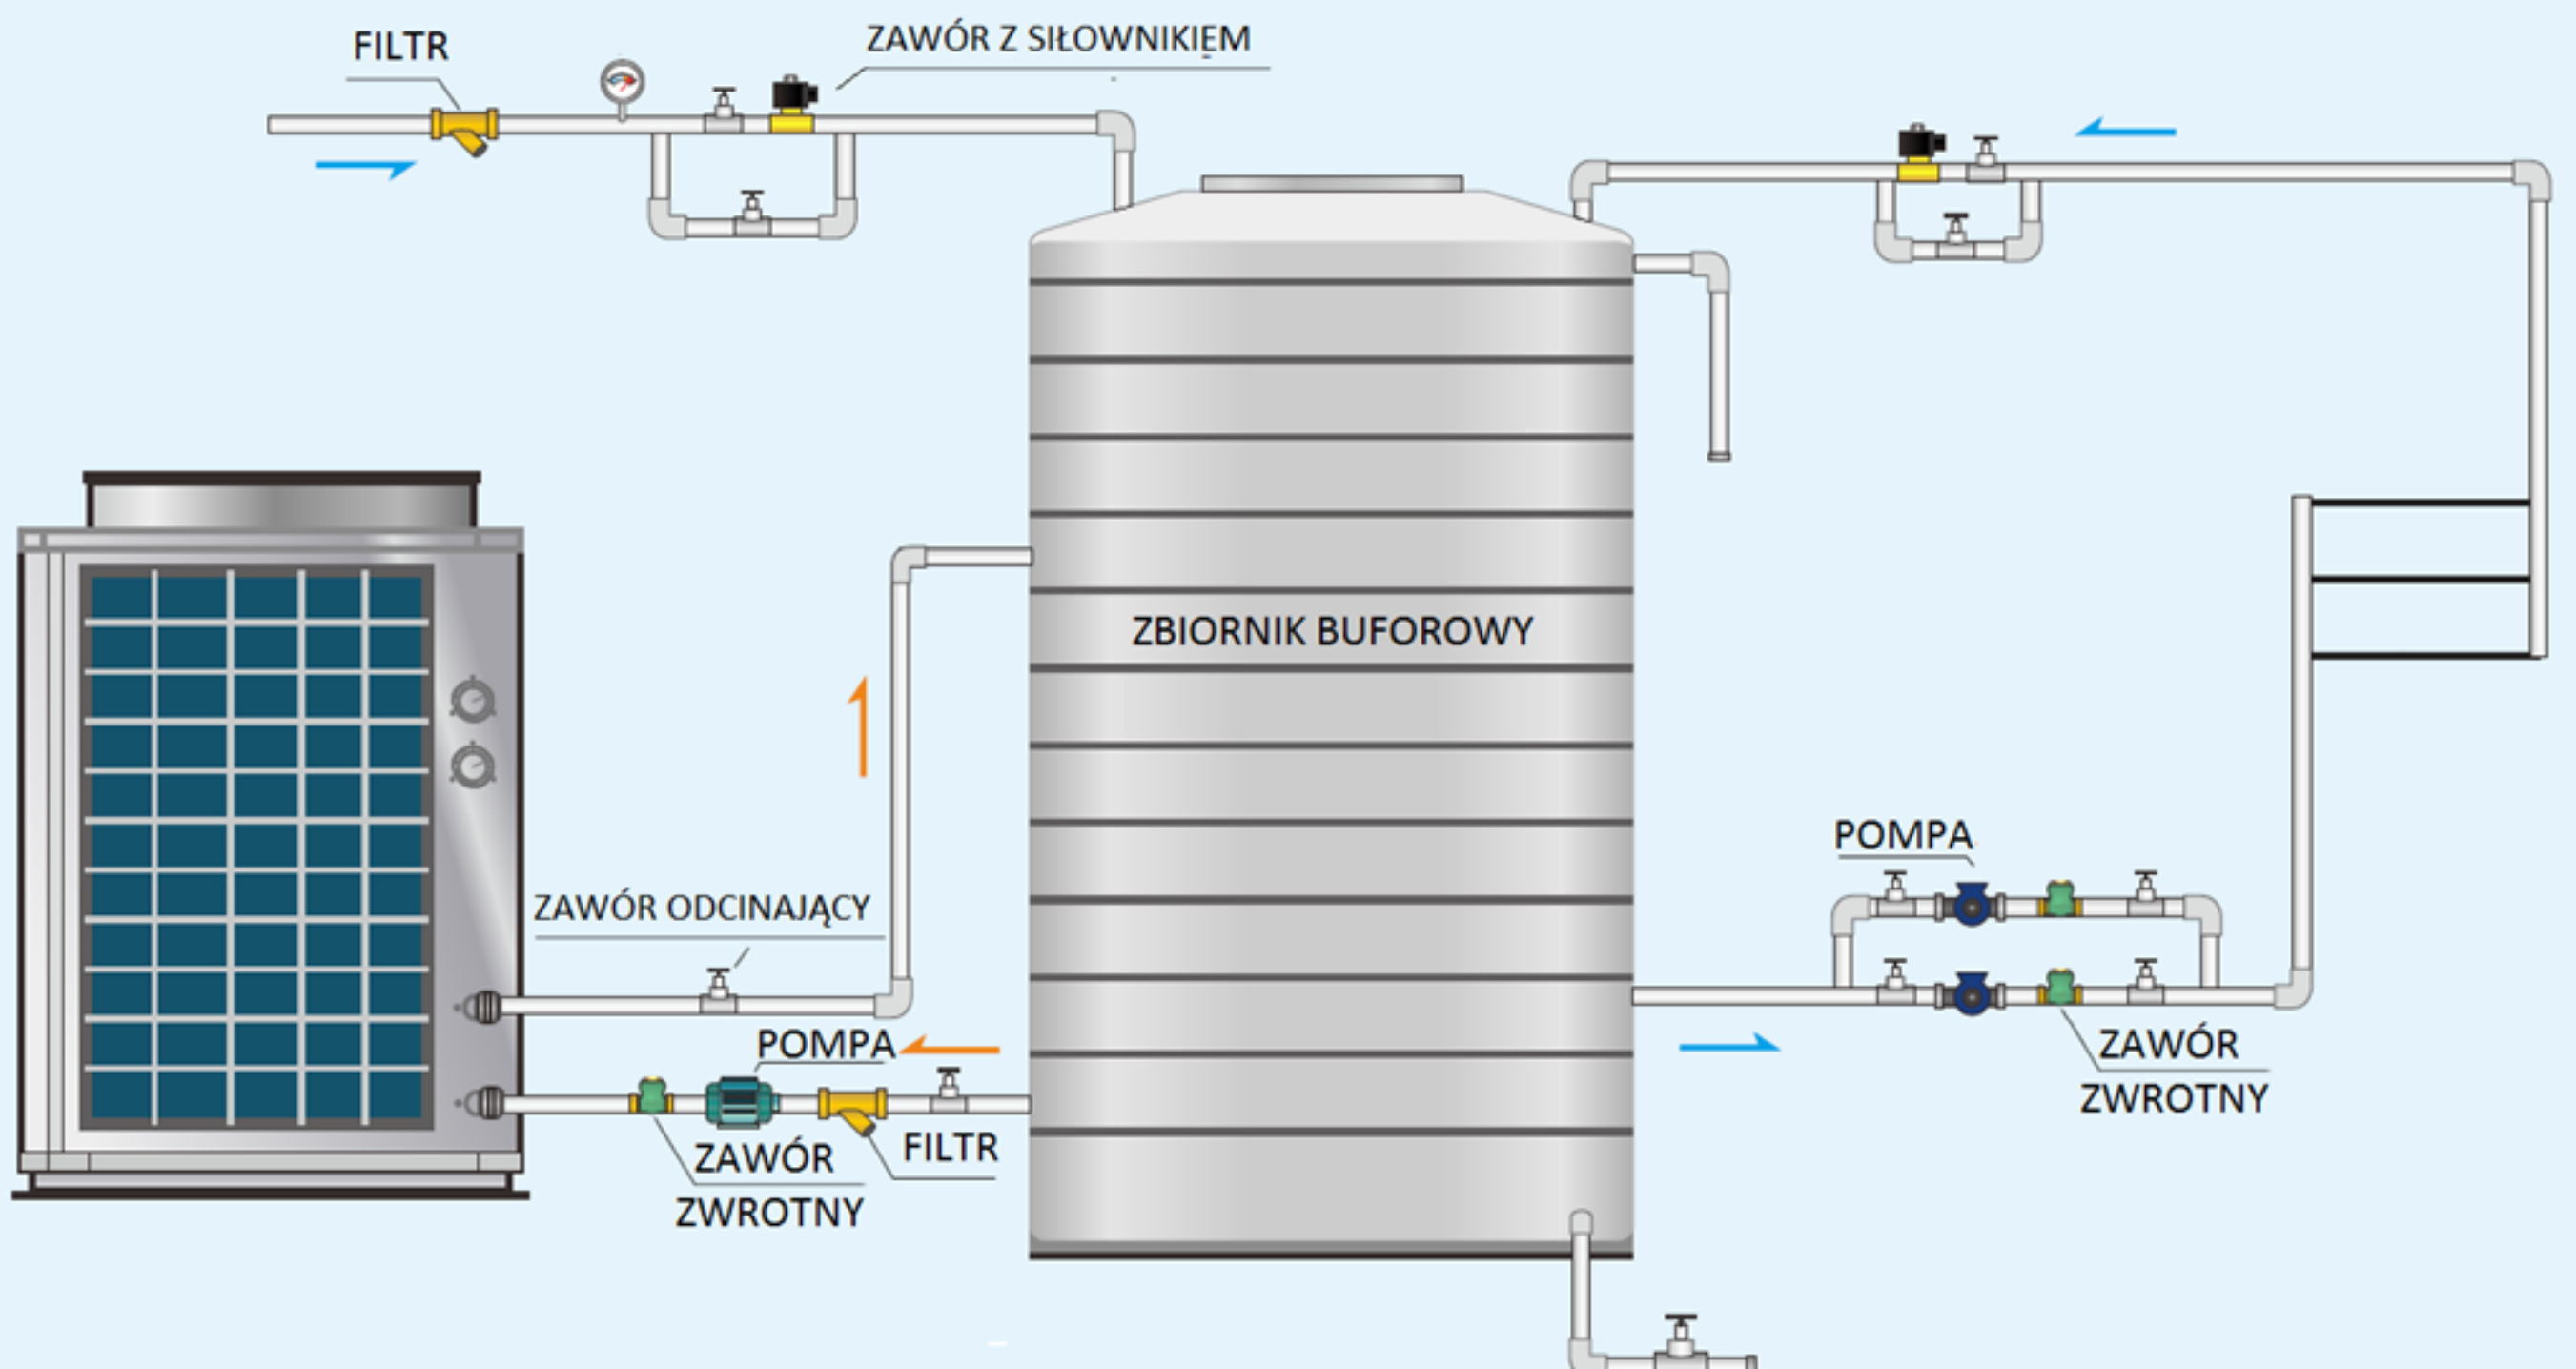 FILTR
ZAWÓR Z SIŁOWNIKIEM
ZBIORNIK BUFOROWY
POMPA
ZAWÓR ODCINAJĄCY
POMPA
ZAWÓR
ZWROTNY
FILTR
ZAWÓR
ZWROTNY